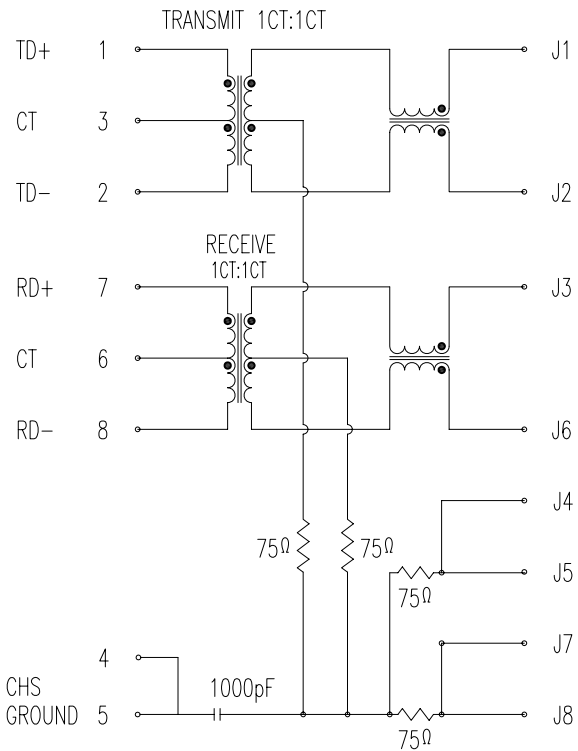 TRANSMIT 1CT:1CT
TD+ 1 J1
CT 3
TD- 2 J2
RECEIVE
1CT:1CT
RD+ 7 J3
CT 6
RD- 8 J6
J4
75Ω 75Ω J5
75Ω
4 J7
CHS 1000pF
GROUND 5 J8
75Ω